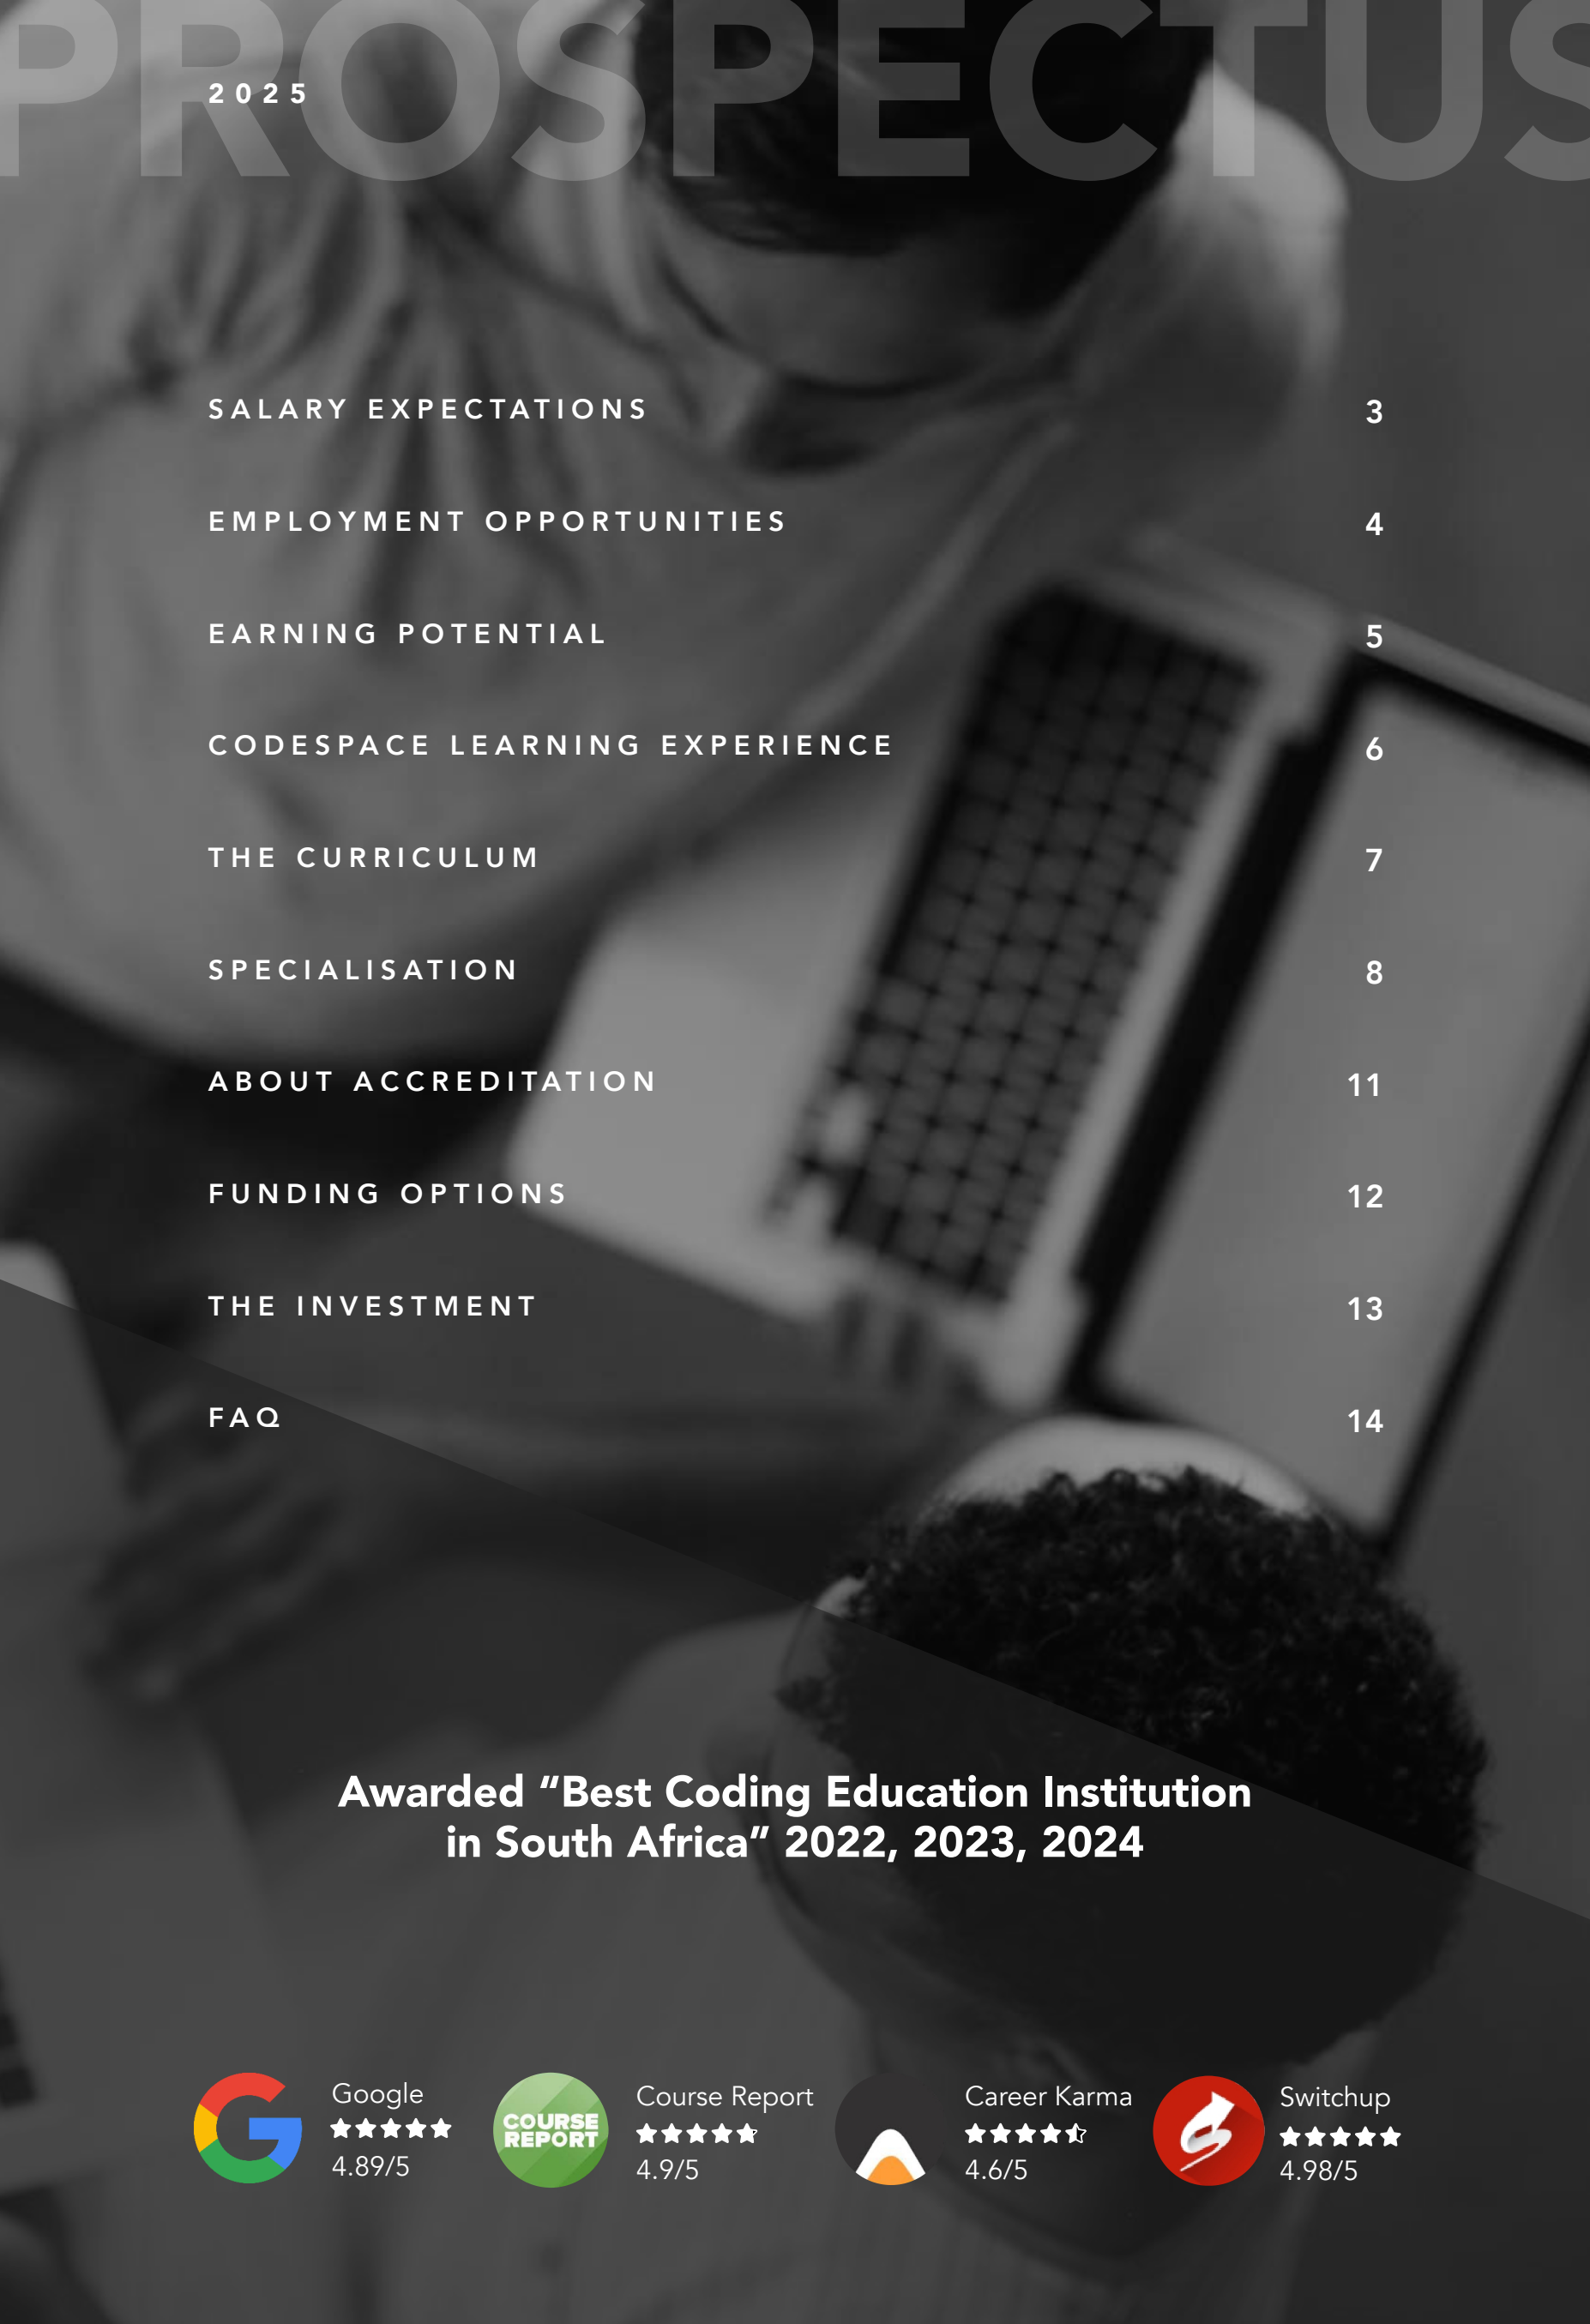 PROSPECTUS
2025
SALARY EXPECTATIONS 3
EMPLOYMENT OPPORTUNITIES 4
EARNING POTENTIAL 5
CODESPACE LEARNING EXPERIENCE 6
THE CURRICULUM 7
SPECIALISATION 8
ABOUT ACCREDITATION 11
FUNDING OPTIONS 12
THE INVESTMENT 13
FAQ 14
Awarded “Best Coding Education Institution
in South Africa” 2022, 2023, 2024
Google
4.89/5
COURSE
REPORT
Course Report
4.9/5
Career Karma
4.6/5
Switchup
4.98/5